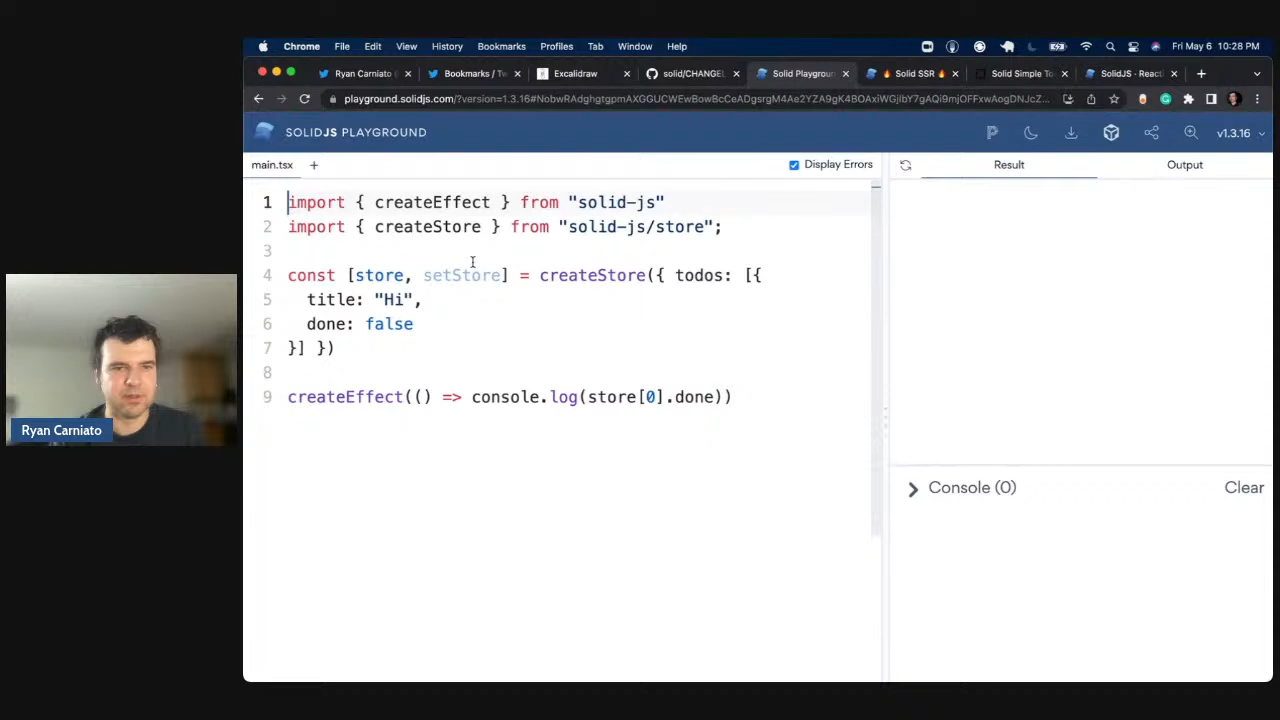 Chrome File Edit View History Bookmarks Profiles Tab Window Help Fri May 6 10:28 PM
Ryan Carniato ( Bookmarks / Tw Excalidraw solid/CHANGEL Solid Playgroun Solid SSR Solid Simple To SolidJS · Reacti
playground.solidjs.com/?version=1.3.16#
SOLIDJS PLAYGROUND v1.3.16
main.tsx + Display Errors Result Output
1 import { createEffect } from "solid-js"
2 import { createStore } from "solid-js/store";
3
4 const [store, setStore] = createStore({ todos: [{
5 title: "Hi",
6 done: false
7 }] })
8
9 createEffect(() => console.log(store[0].done))
Console (0) Clear
Ryan Carniato